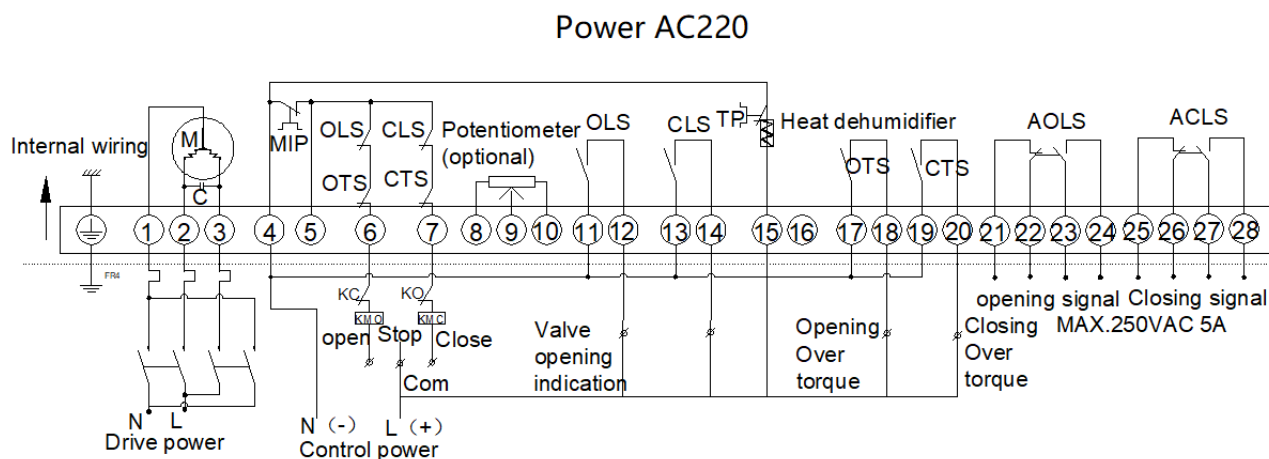 Power AC220
Internal wiring
M
C
MIP
OLS
CLS
OTS
CTS
Potentiometer
(optional)
OLS
CLS
TP
Heat dehumidifier
OTS
CTS
AOLS
ACLS
1 2 3 4 5 6 7 8 9 10 11 12 13 14 15 16 17 18 19 20 21 22 23 24 25 26 27 28
FR4
KC
KO
KMO
KMC
open
Stop
Close
Com
Valve
opening
indication
Opening
Over
torque
Closing
Over
torque
opening signal
Closing signal
MAX.250VAC 5A
N
L
Drive power
N (-)
L (+)
Control power